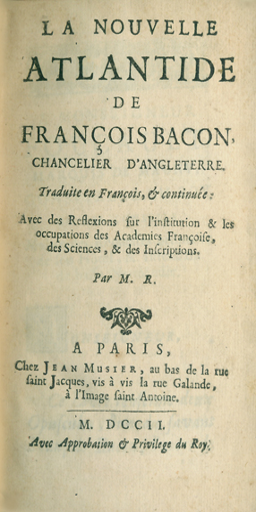 LA NOUVELLE
ATLANTIDE
DE
FRANÇOIS BACON,
CHANCELIER D'ANGLETERRE.
Traduite en François, & continuée:
Avec des Reflexions ſur l'inſtitution & les
occupations des Academies Françoiſe,
des Sciences, & des Inſcriptions.
Par M. R.
A PARIS,
Chez JEAN MUSIER, au bas de la rue
ſaint Jacques, vis à vis la rue Galande,
à l'Image ſaint Antoine.
M. DCCII.
Avec Approbation & Privilege du Roy.